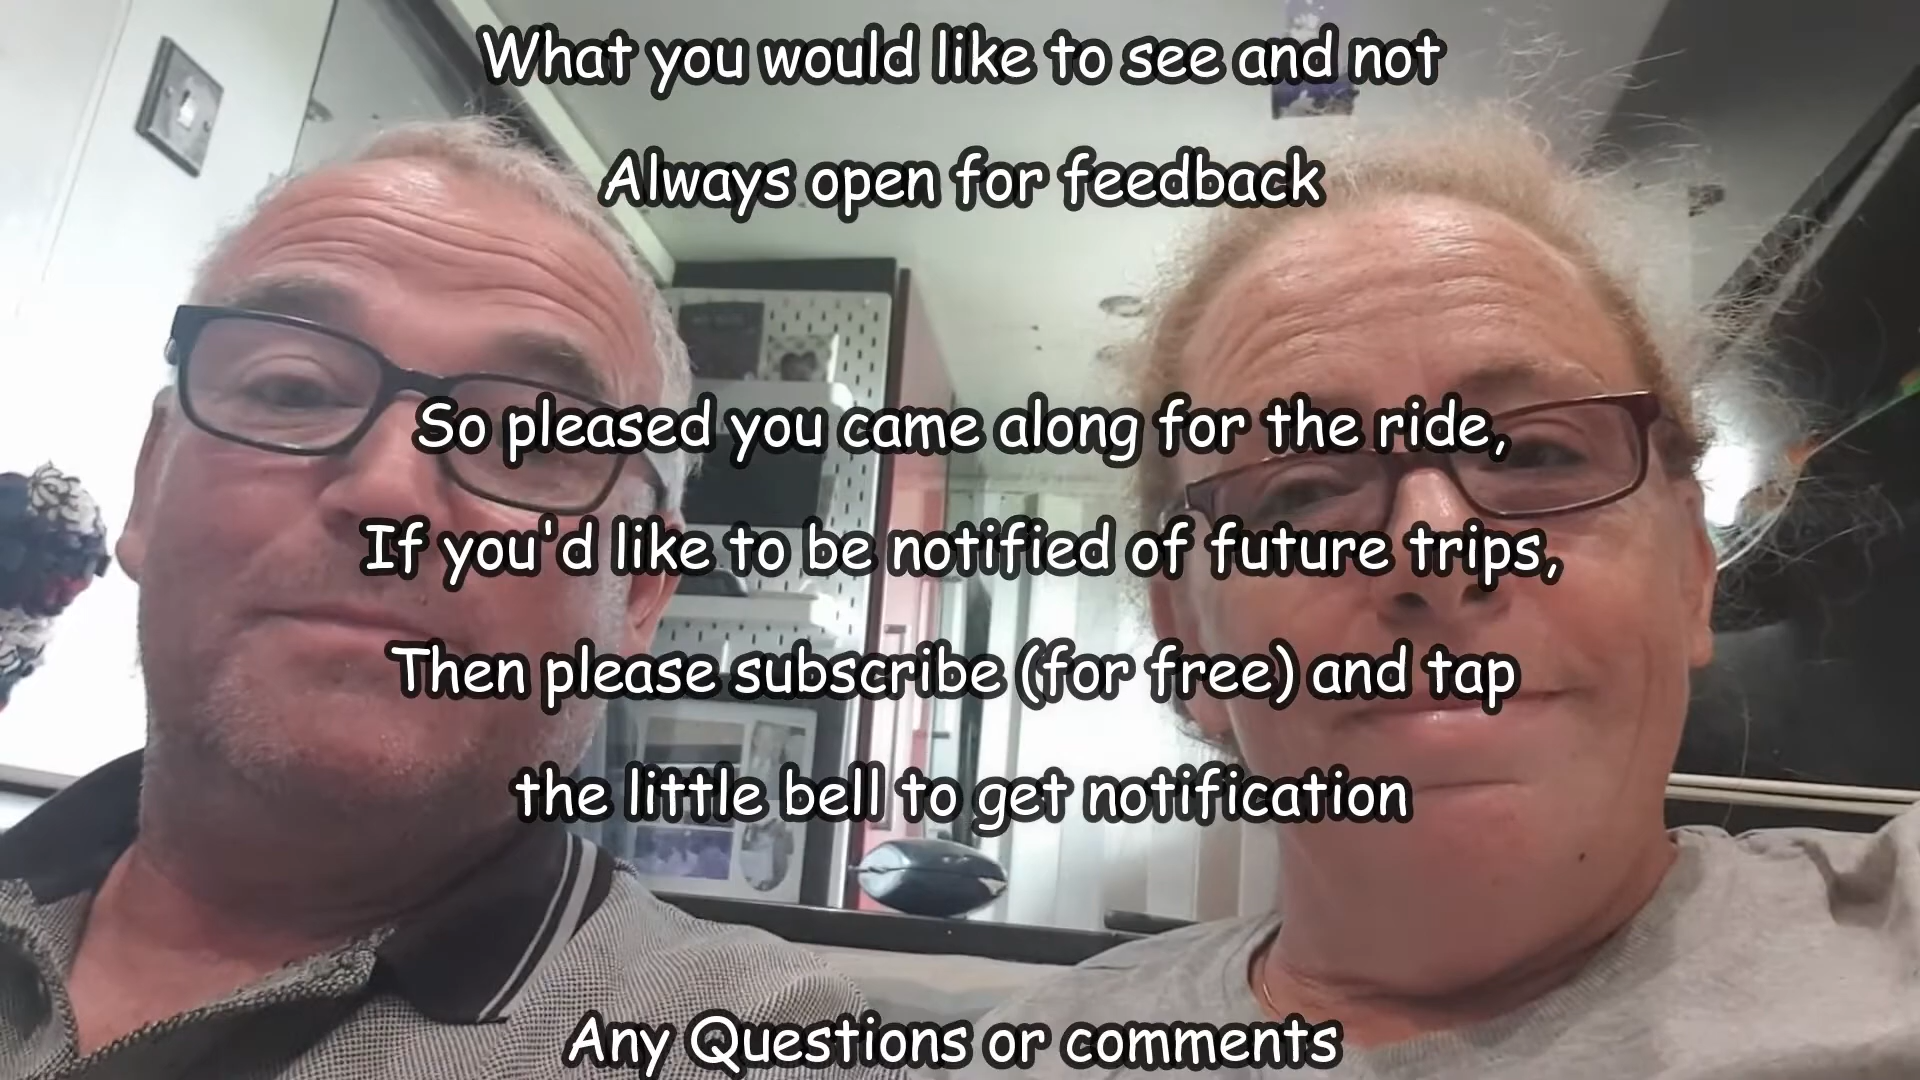 What you would like to see and not
Always open for feedback
So pleased you came along for the ride,
If you'd like to be notified of future trips,
Then please subscribe (for free) and tap
the little bell to get notification
Any Questions or comments